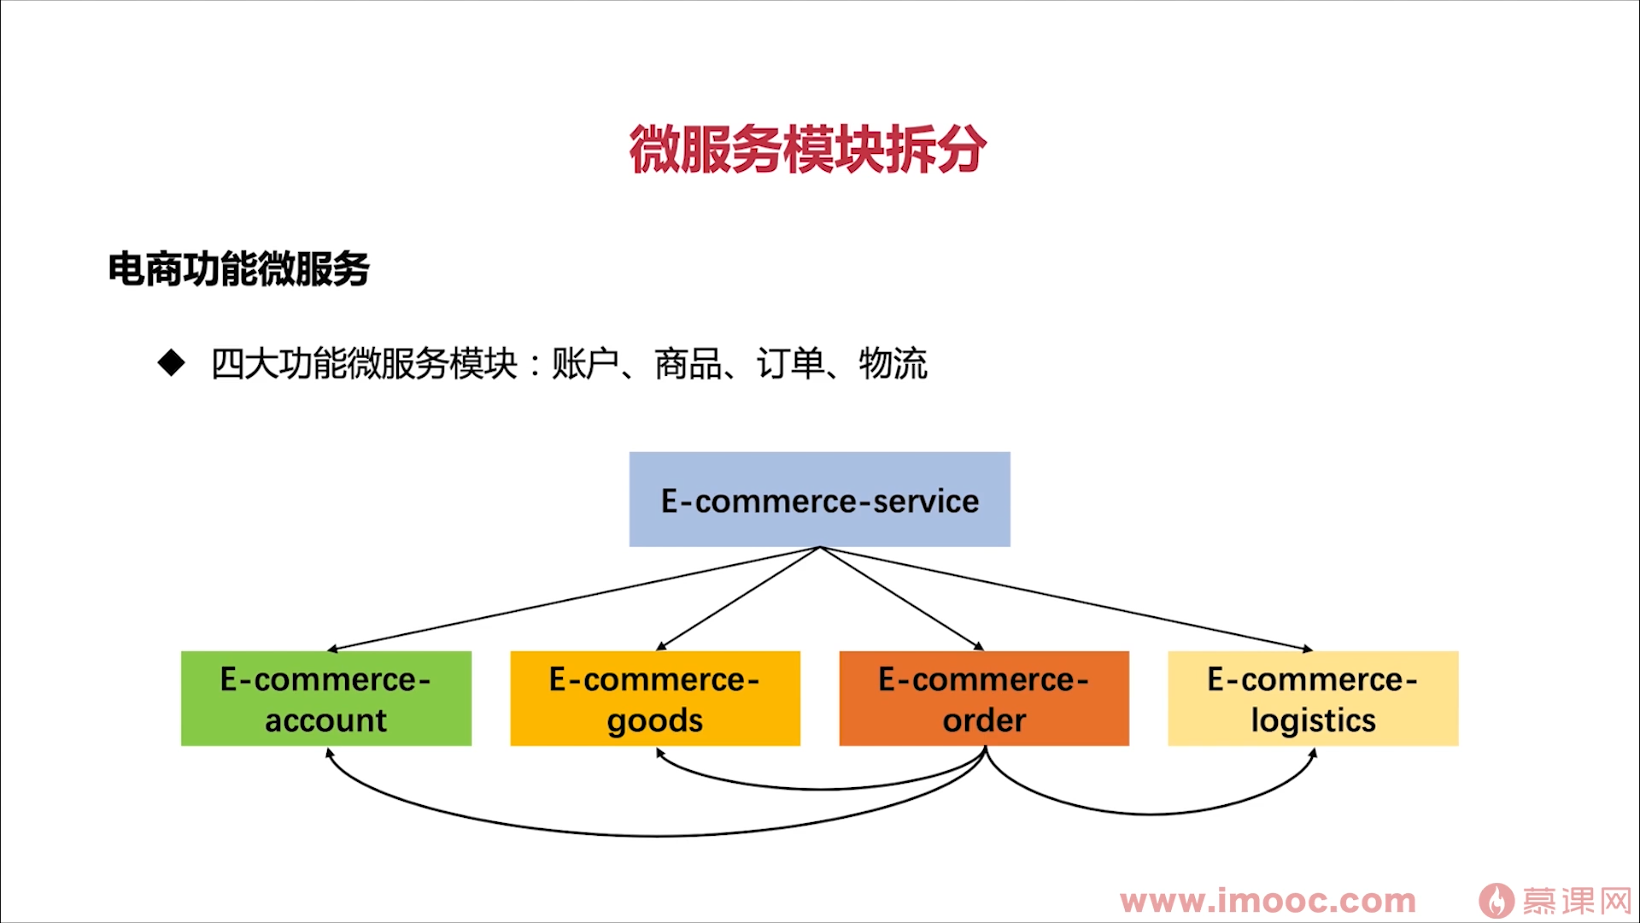 微服务模块拆分
电商功能微服务
◆ 四大功能微服务模块：账户、商品、订单、物流
E-commerce-service
E-commerce-
account
E-commerce-
goods
E-commerce-
order
E-commerce-
logistics
www.imooc.com
慕课网